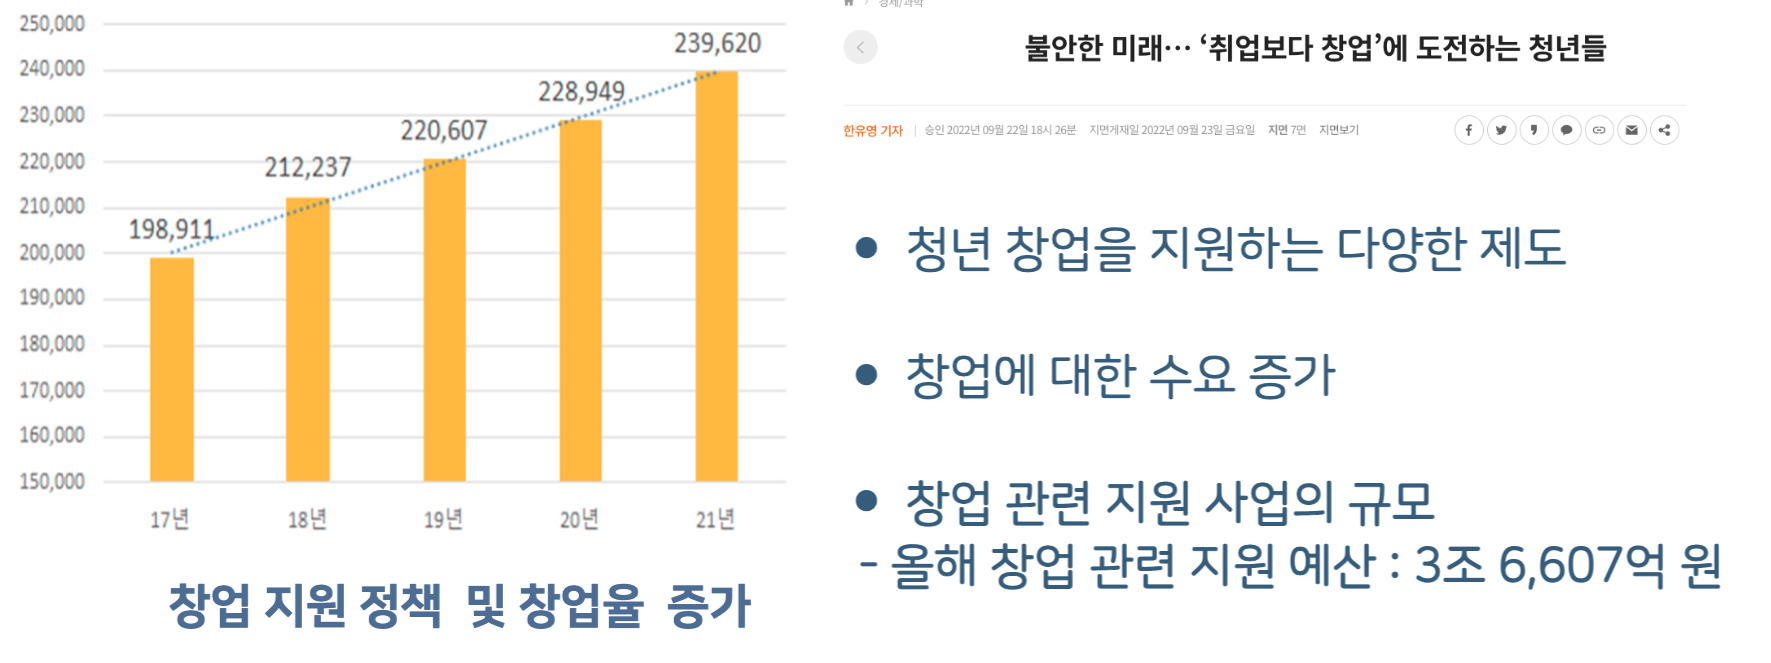 250,000
240,000
230,000
220,000
210,000
200,000
190,000
180,000
170,000
160,000
150,000
198,911
212,237
220,607
228,949
239,620
17년
18년
19년
20년
21년
창업 지원 정책 및 창업율 증가
경제/과학
불안한 미래… ‘취업보다 창업’에 도전하는 청년들
한유영 기자 | 승인 2022년 09월 22일 18시 26분 지면게재일 2022년 09월 23일 금요일 지면 7면 지면보기
● 청년 창업을 지원하는 다양한 제도
● 창업에 대한 수요 증가
● 창업 관련 지원 사업의 규모
- 올해 창업 관련 지원 예산 : 3조 6,607억 원